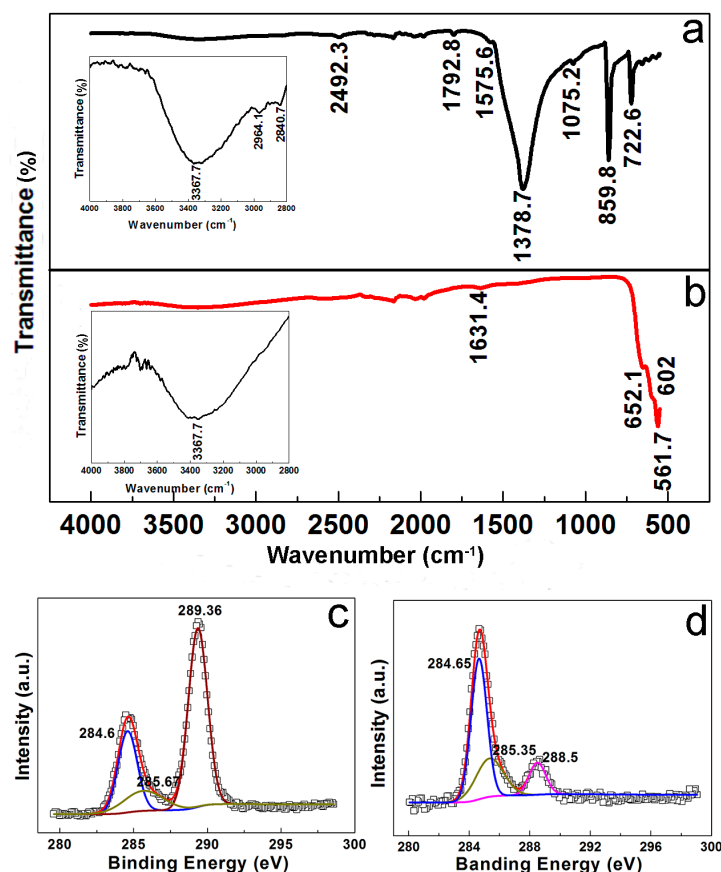 a
Transmittance (%)
2492.3
1792.8
1575.6
1378.7
1075.2
859.8
722.6
Transmittance (%)
3367.7
2964.1
2840.7
4000 3800 3600 3400 3200 3000 2800
Wavenumber (cm-1)
b
1631.4
652.1
602
561.7
Transmittance (%)
3367.7
4000 3800 3600 3400 3200 3000 2800
Wavenumber (cm-1)
4000 3500 3000 2500 2000 1500 1000 500
Wavenumber (cm-1)
c
289.36
284.6
285.67
Intensity (a.u.)
280 285 290 295 300
Binding Energy (eV)
d
284.65
285.35
288.5
Intensity (a.u.)
280 284 288 292 296 300
Banding Energy (eV)